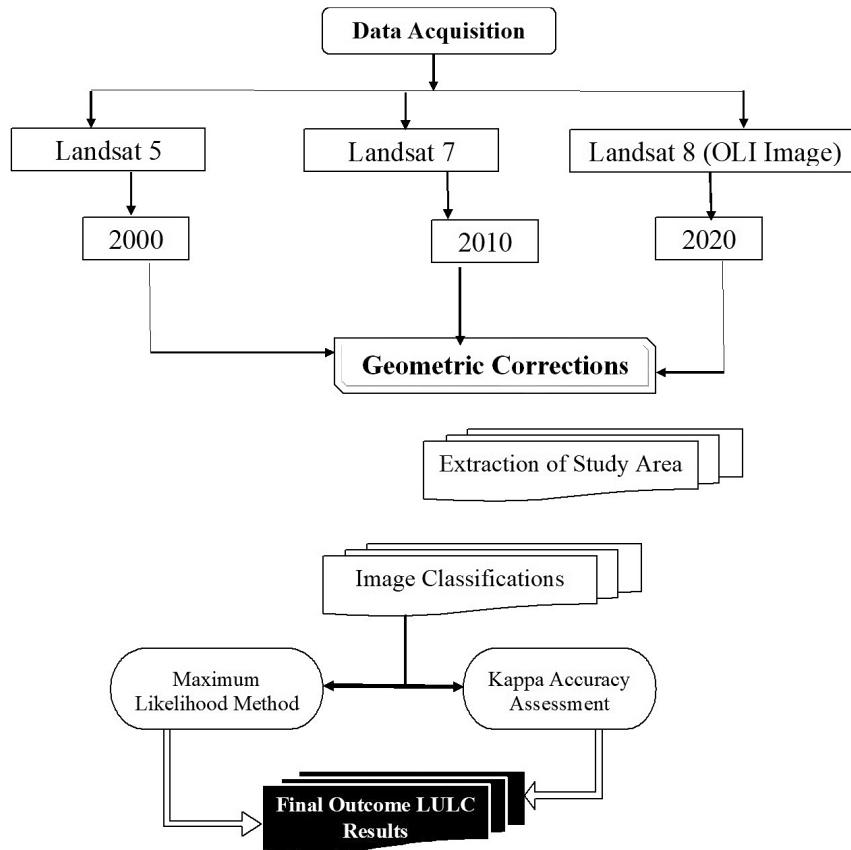 Data Acquisition
Landsat 5
Landsat 7
Landsat 8 (OLI Image)
2000
2010
2020
Geometric Corrections
Extraction of Study Area
Image Classifications
Maximum
Likelihood Method
Kappa Accuracy
Assessment
Final Outcome LULC
Results